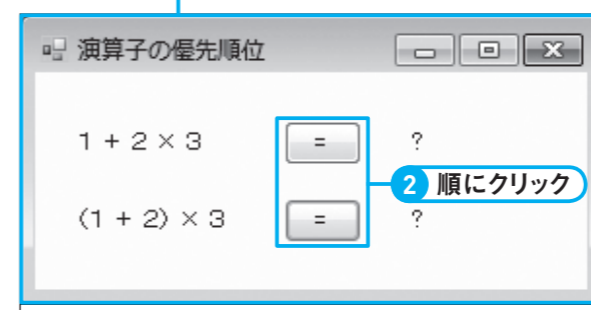 演算子の優先順位
1 + 2 × 3 = ?
2 順にクリック
(1 + 2) × 3 = ?